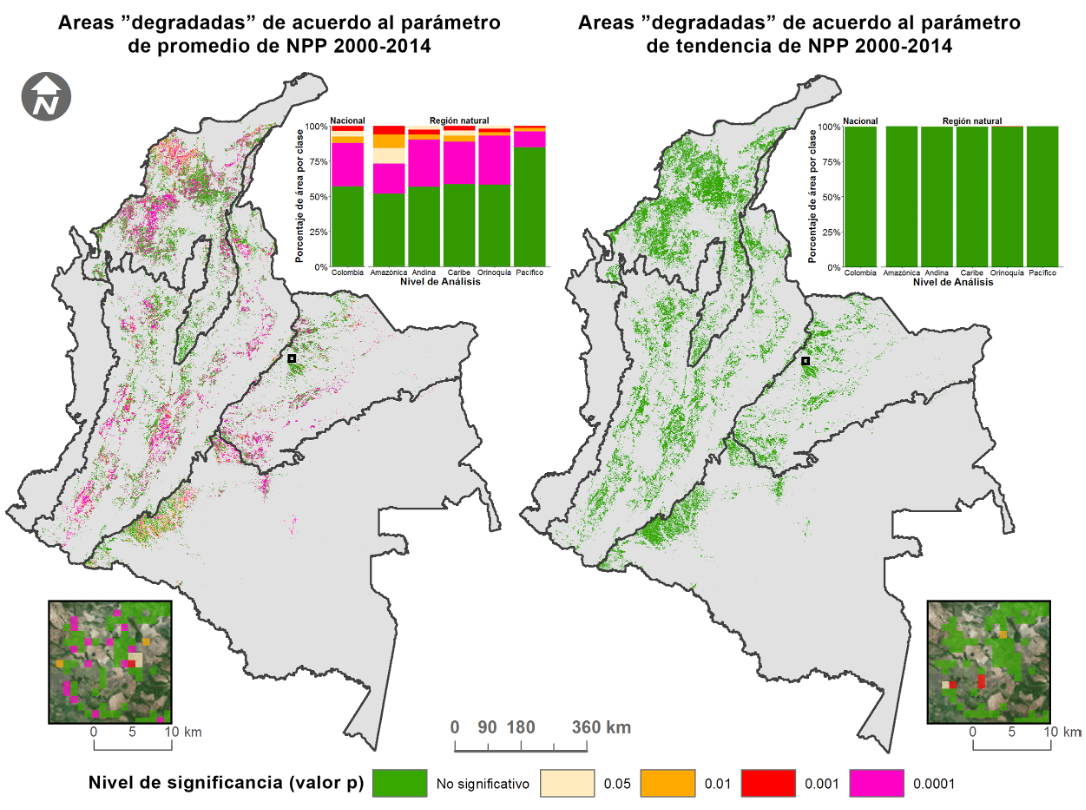 Areas ”degradadas” de acuerdo al parámetro
de promedio de NPP 2000-2014
Areas ”degradadas” de acuerdo al parámetro
de tendencia de NPP 2000-2014
N
Nacional
Región natural
100%
75%
50%
25%
0%
Porcentaje de área por clase
Colombia
Amazónica
Andina
Caribe
Orinoquía
Pacífico
Nivel de Análisis
Nacional
Región natural
100%
75%
50%
25%
0%
Porcentaje de área por clase
Colombia
Amazónica
Andina
Caribe
Orinoquía
Pacífico
Nivel de Análisis
0 5 10 km
0 90 180 360 km
0 5 10 km
Nivel de significancia (valor p)
No significativo
0.05
0.01
0.001
0.0001